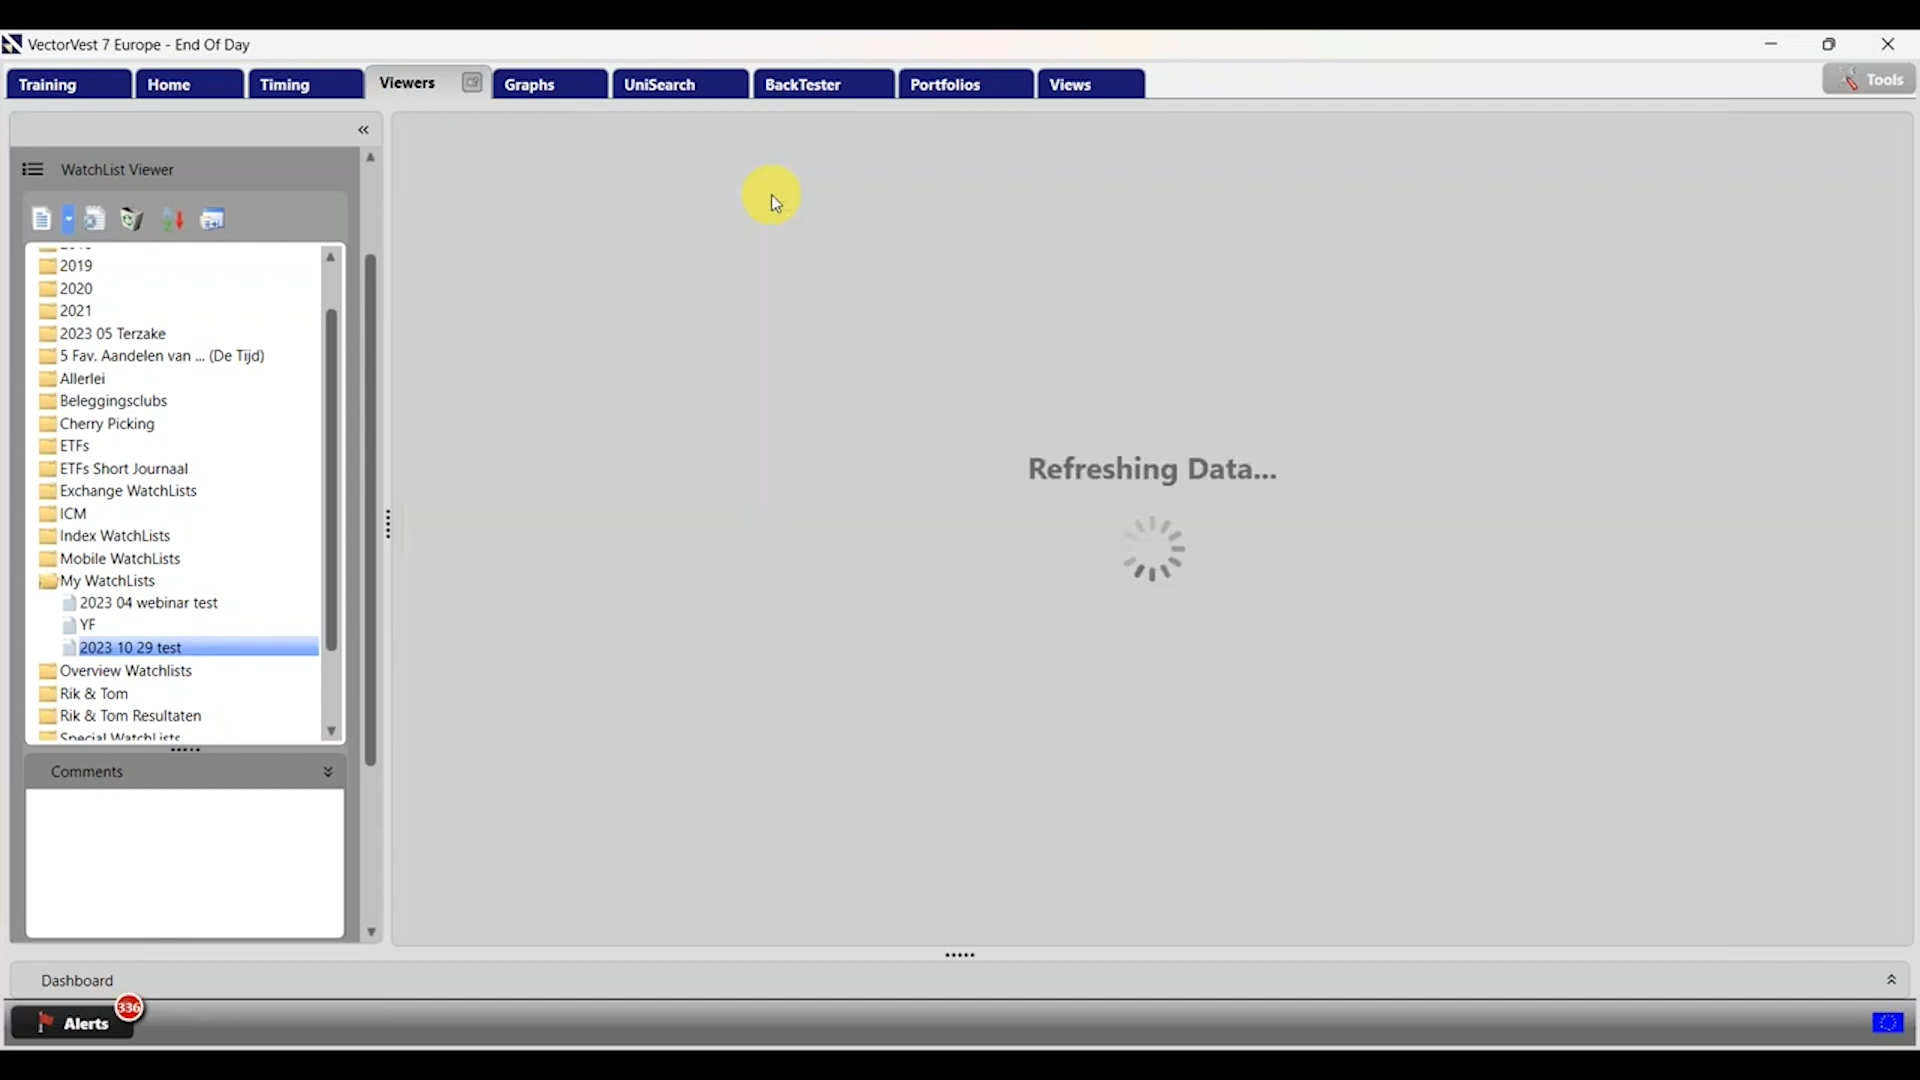 VectorVest 7 Europe - End Of Day
Training
Home
Timing
Viewers
Graphs
UniSearch
BackTester
Portfolios
Views
Tools
WatchList Viewer
2019
2020
2021
2023 05 Terzake
5 Fav. Aandelen van ... (De Tijd)
Allerlei
Beleggingsclubs
Cherry Picking
ETFs
ETFs Short Journaal
Exchange WatchLists
ICM
Index WatchLists
Mobile WatchLists
My WatchLists
2023 04 webinar test
YF
2023 10 29 test
Overview Watchlists
Rik & Tom
Rik & Tom Resultaten
Special WatchLists
Comments
Refreshing Data...
Dashboard
336
Alerts